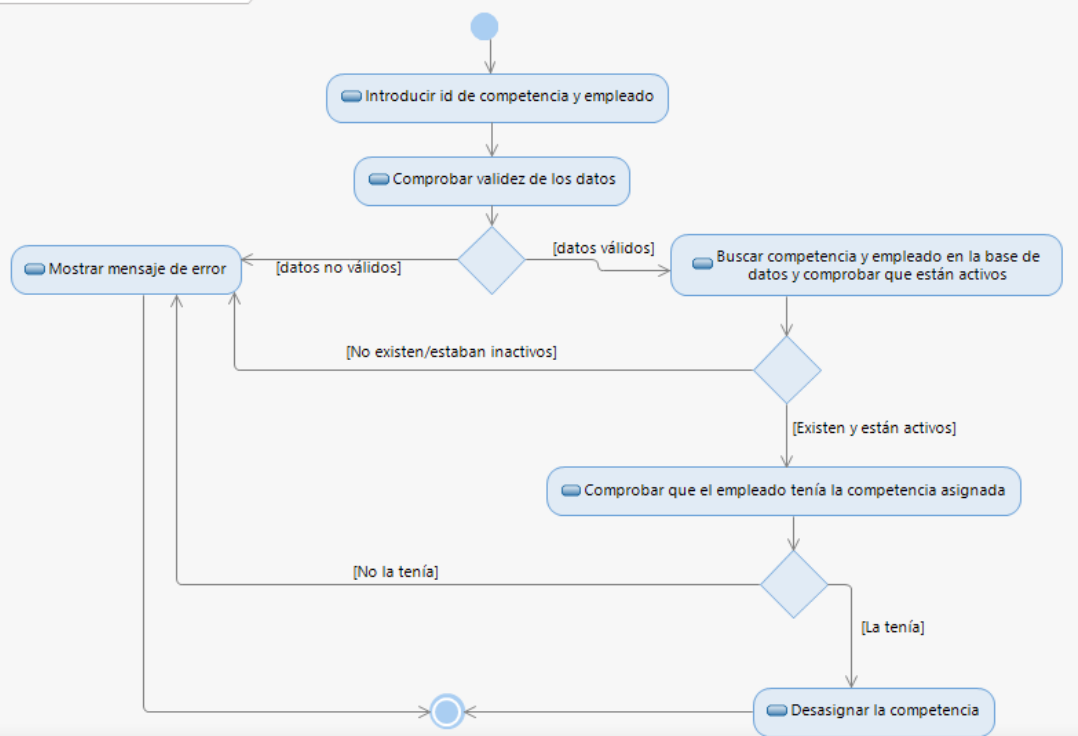 Introducir id de competencia y empleado
Comprobar validez de los datos
[datos válidos]
Buscar competencia y empleado en la base de
datos y comprobar que están activos
Mostrar mensaje de error
[datos no válidos]
[No existen/estaban inactivos]
[Existen y están activos]
Comprobar que el empleado tenía la competencia asignada
[No la tenía]
[La tenía]
Desasignar la competencia